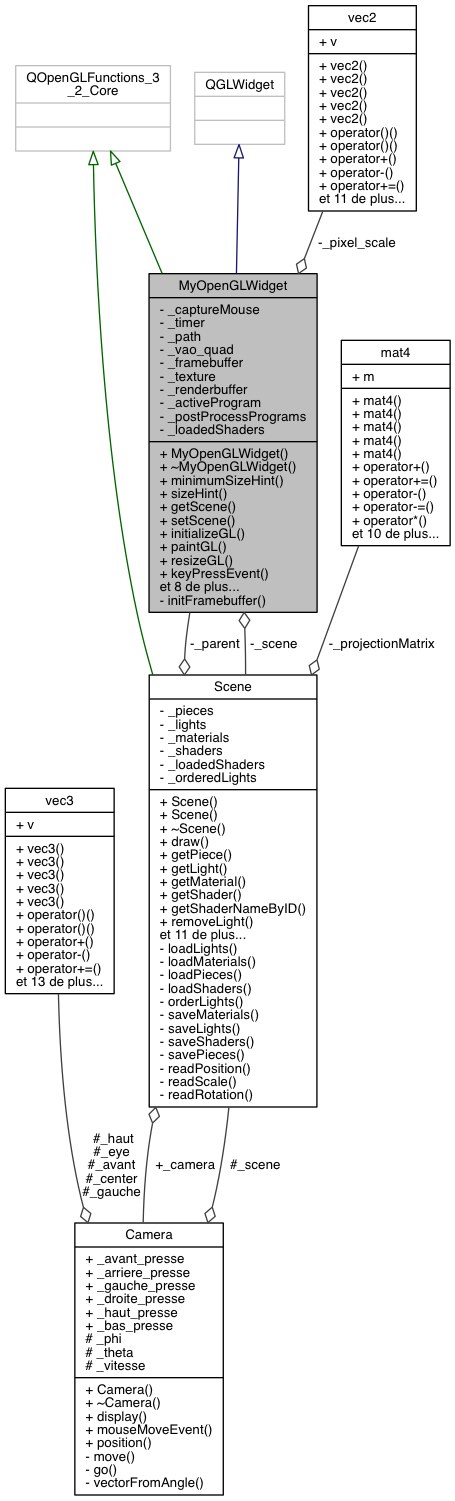 vec2
+ v
+ vec2()
+ vec2()
+ vec2()
+ vec2()
+ vec2()
+ operator()()
+ operator()()
+ operator+()
+ operator-()
+ operator+=()
et 11 de plus...
QOpenGLFunctions_3
_2_Core
QGLWidget
-_pixel_scale
MyOpenGLWidget
- _captureMouse
- _timer
- _path
- _vao_quad
- _framebuffer
- _texture
- _renderbuffer
- _activeProgram
- _postProcessPrograms
- _loadedShaders
+ MyOpenGLWidget()
+ ~MyOpenGLWidget()
+ minimumSizeHint()
+ sizeHint()
+ getScene()
+ setScene()
+ initializeGL()
+ paintGL()
+ resizeGL()
+ keyPressEvent()
et 8 de plus...
- initFramebuffer()
mat4
+ m
+ mat4()
+ mat4()
+ mat4()
+ mat4()
+ mat4()
+ operator+()
+ operator+=()
+ operator-()
+ operator-=()
+ operator*()
et 10 de plus...
-_parent
-_scene
-_projectionMatrix
Scene
- _pieces
- _lights
- _materials
- _shaders
- _loadedShaders
- _orderedLights
+ Scene()
+ Scene()
+ ~Scene()
+ draw()
+ getPiece()
+ getLight()
+ getMaterial()
+ getShader()
+ getShaderNameByID()
+ removeLight()
et 11 de plus...
- loadLights()
- loadMaterials()
- loadPieces()
- loadShaders()
- orderLights()
- saveMaterials()
- saveLights()
- saveShaders()
- savePieces()
- readPosition()
- readScale()
- readRotation()
vec3
+ v
+ vec3()
+ vec3()
+ vec3()
+ vec3()
+ vec3()
+ operator()()
+ operator()()
+ operator+()
+ operator-()
+ operator+=()
et 13 de plus...
#_haut
#_eye
#_avant
#_center
#_gauche
+_camera
#_scene
Camera
+ _avant_presse
+ _arriere_presse
+ _gauche_presse
+ _droite_presse
+ _haut_presse
+ _bas_presse
# _phi
# _theta
# _vitesse
+ Camera()
+ ~Camera()
+ display()
+ mouseMoveEvent()
+ position()
- move()
- go()
- vectorFromAngle()